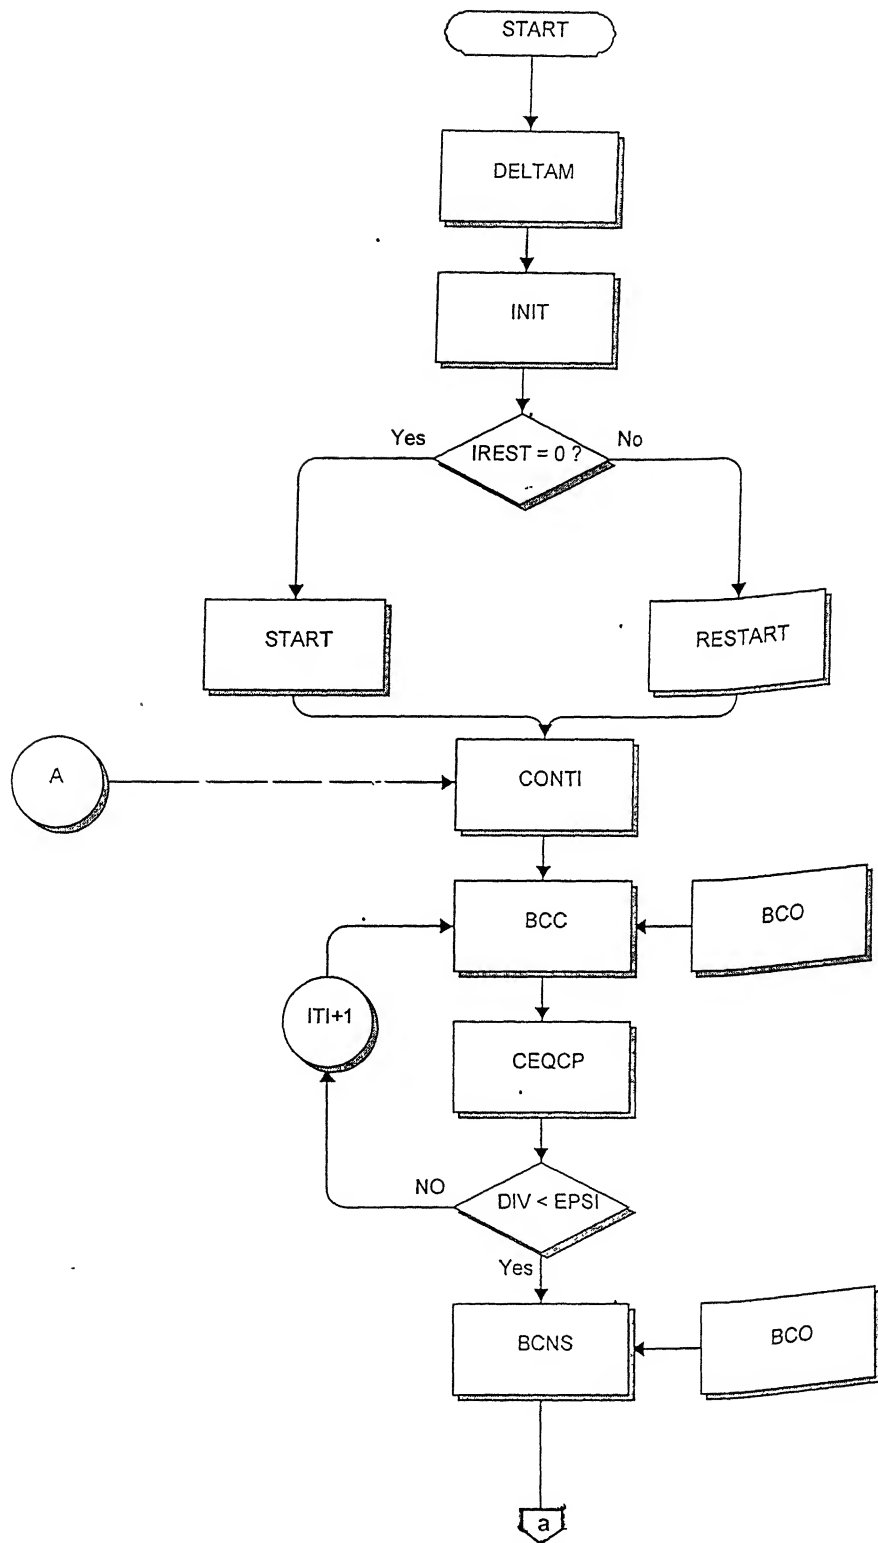 START
DELTAM
INIT
Yes
IREST = 0 ?
No
START
RESTART
A
CONTI
BCC
BCO
ITI+1
CEQCP
NO
DIV < EPSI
Yes
BCNS
BCO
a